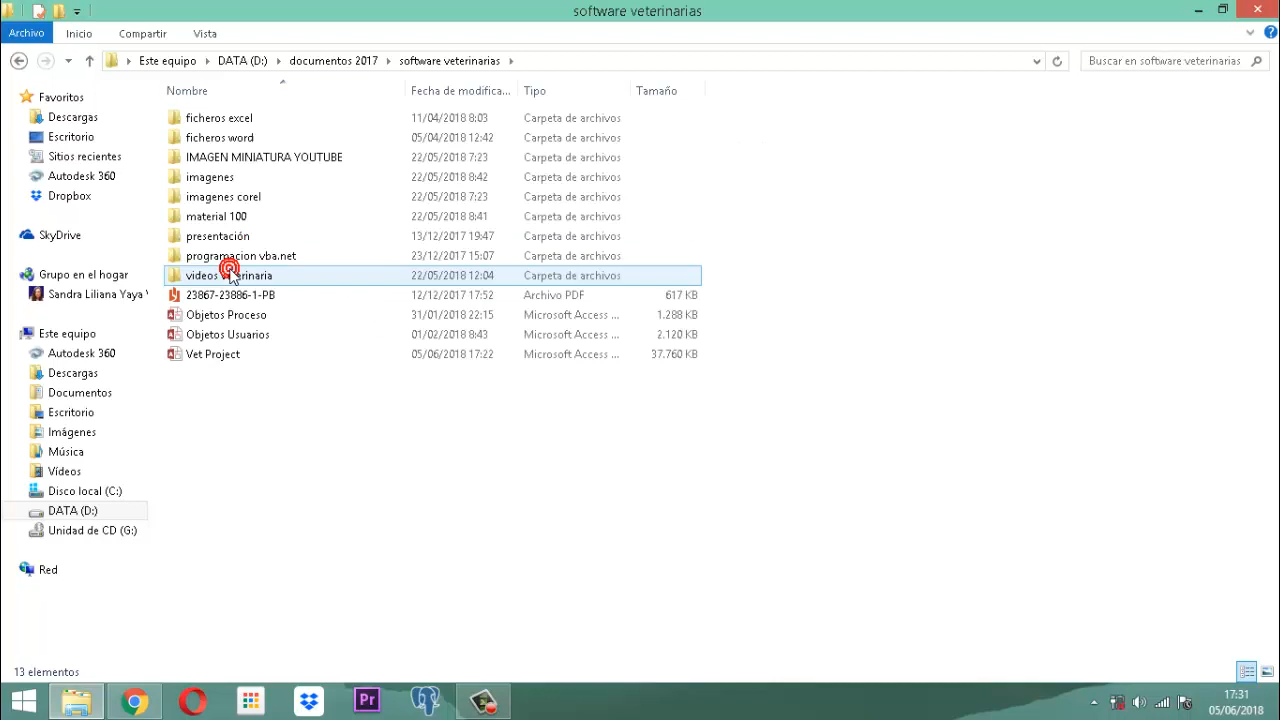 software veterinarias
Archivo Inicio Compartir Vista
Este equipo DATA (D:) documentos 2017 software veterinarias Buscar en software veterinarias
Nombre Fecha de modifica... Tipo Tamaño
ficheros excel 11/04/2018 8:03 Carpeta de archivos
ficheros word 05/04/2018 12:42 Carpeta de archivos
IMAGEN MINIATURA YOUTUBE 22/05/2018 7:23 Carpeta de archivos
imagenes 22/05/2018 8:42 Carpeta de archivos
imagenes corel 22/05/2018 7:23 Carpeta de archivos
material 100 22/05/2018 8:41 Carpeta de archivos
presentación 13/12/2017 19:47 Carpeta de archivos
programacion vba.net 23/12/2017 15:07 Carpeta de archivos
videos veterinaria 22/05/2018 12:04 Carpeta de archivos
23867-23886-1-PB 12/12/2017 17:52 Archivo PDF 617 KB
Objetos Proceso 31/01/2018 22:15 Microsoft Access ... 1.288 KB
Objetos Usuarios 01/02/2018 8:43 Microsoft Access ... 2.120 KB
Vet Project 05/06/2018 17:22 Microsoft Access ... 37.760 KB
Favoritos
Descargas
Escritorio
Sitios recientes
Autodesk 360
Dropbox
SkyDrive
Grupo en el hogar
Sandra Liliana Yaya
Este equipo
Autodesk 360
Descargas
Documentos
Escritorio
Imágenes
Música
Vídeos
Disco local (C:)
DATA (D:)
Unidad de CD (G:)
Red
13 elementos
Pr
17:31
05/06/2018